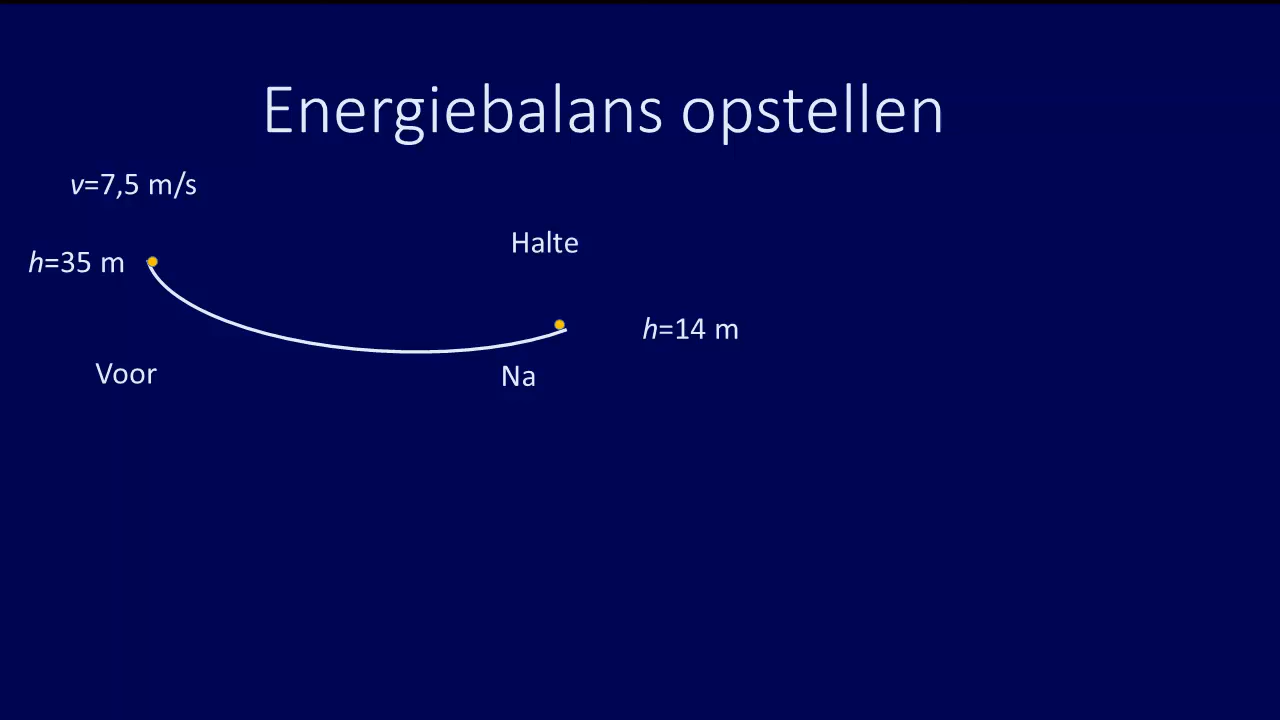 Energiebalans opstellen
v=7,5 m/s
Halte
h=35 m
h=14 m
Voor
Na